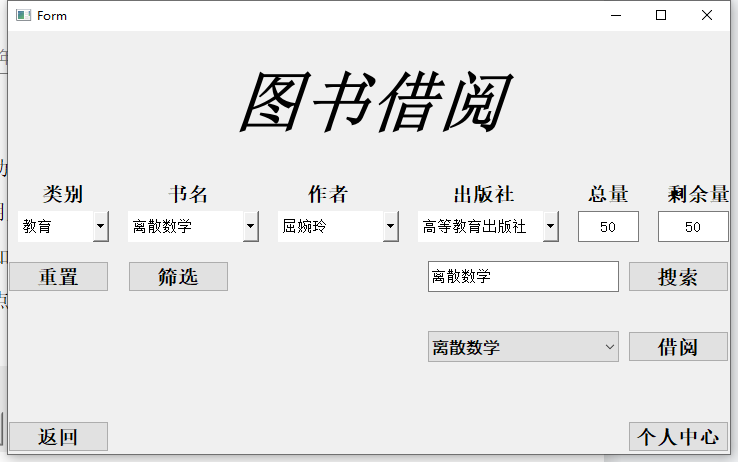 Form
图书借阅
类别 书名 作者 出版社 总量 剩余量
教育 离散数学 屈婉玲 高等教育出版社 50 50
重置 筛选 离散数学 搜索
离散数学 借阅
返回 个人中心